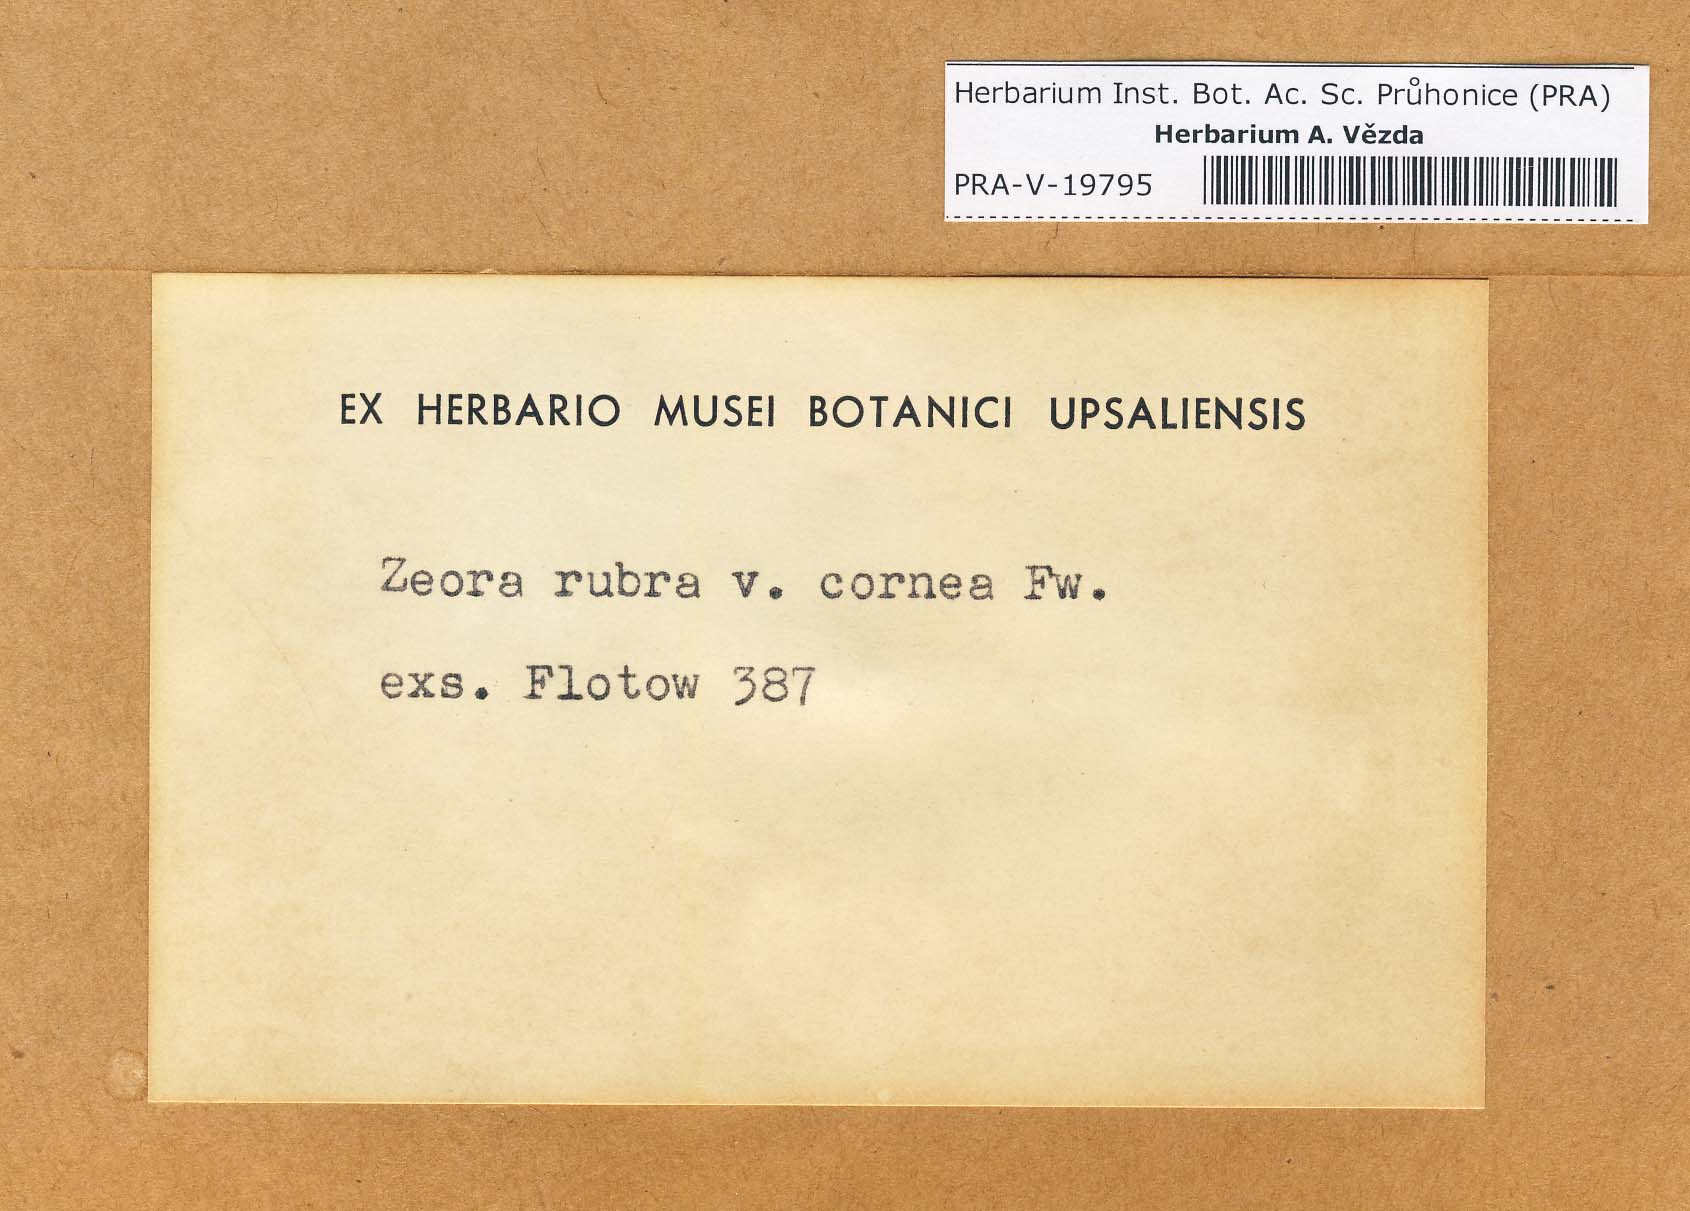 Herbarium Inst. Bot. Ac. Sc. Průhonice (PRA)
Herbarium A. Vězda
PRA-V-19795
EX HERBARIO MUSEI BOTANICI UPSALIENSIS
Zeora rubra v. cornea Fw.
exs. Flotow 387